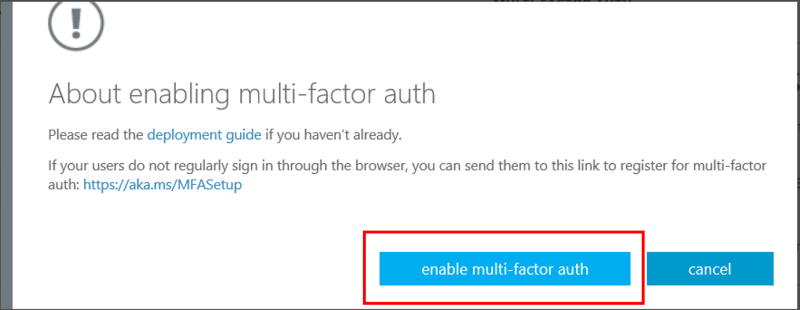 About enabling multi-factor auth
Please read the deployment guide if you haven't already.
If your users do not regularly sign in through the browser, you can send them to this link to register for multi-factor
auth: https://aka.ms/MFASetup
enable multi-factor auth
cancel